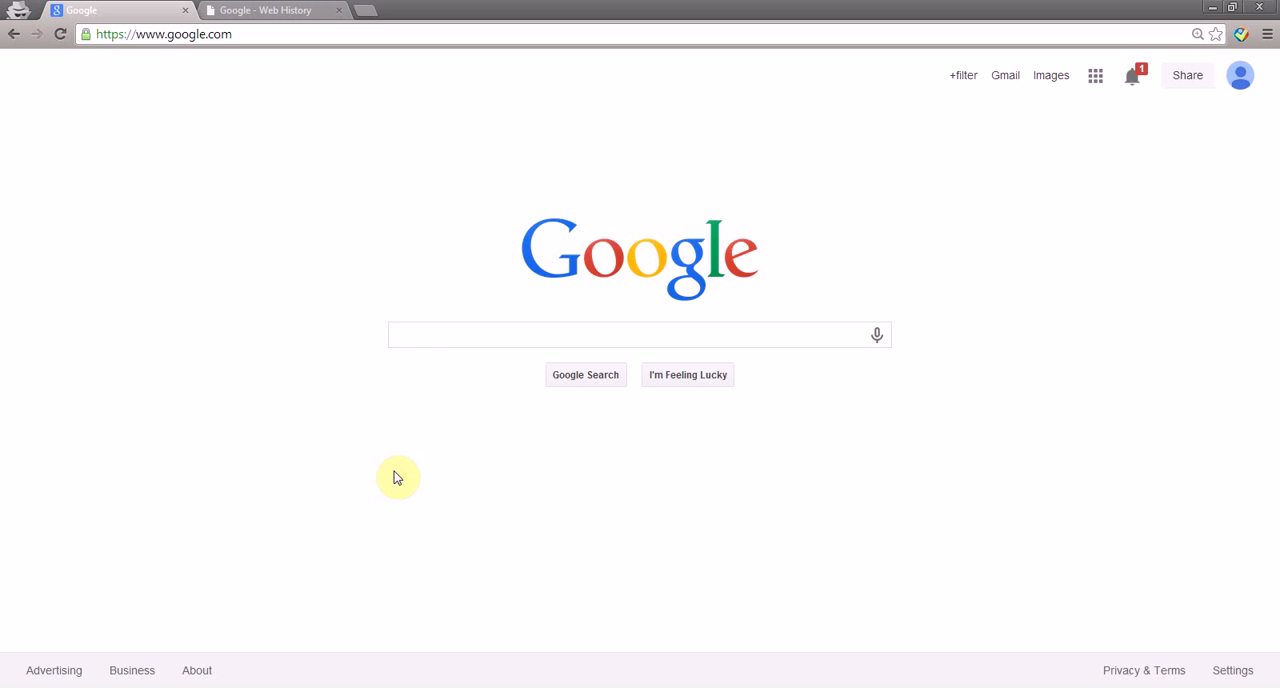 Google
Google - Web History
https://www.google.com
+filter Gmail Images 1 Share
Google
Google Search I'm Feeling Lucky
Advertising Business About Privacy & Terms Settings